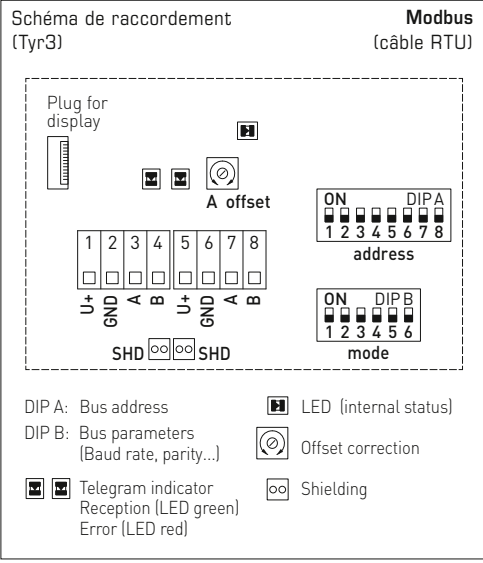 Schéma de raccordement
(Tyr3)
Modbus
(câble RTU)
Plug for
display
A offset
ON DIP A
1 2 3 4 5 6 7 8
address
1 2 3 4 5 6 7 8
U+ GND A B U+ GND A B
ON DIP B
1 2 3 4 5 6
mode
SHD SHD
DIP A: Bus address
DIP B: Bus parameters
(Baud rate, parity...)
Telegram indicator
Reception (LED green)
Error (LED red)
LED (internal status)
Offset correction
Shielding